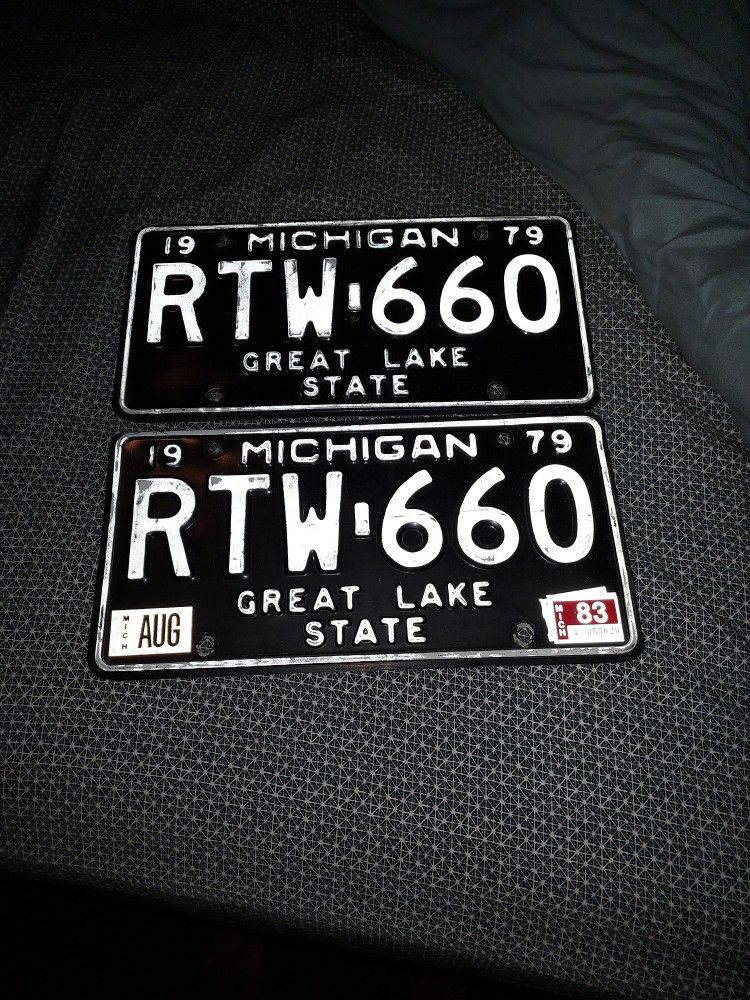 19 MICHIGAN 79
RTW-660
GREAT LAKE
STATE
19 MICHIGAN 79
RTW-660
GREAT LAKE
STATE
MICH AUG
MICH 83